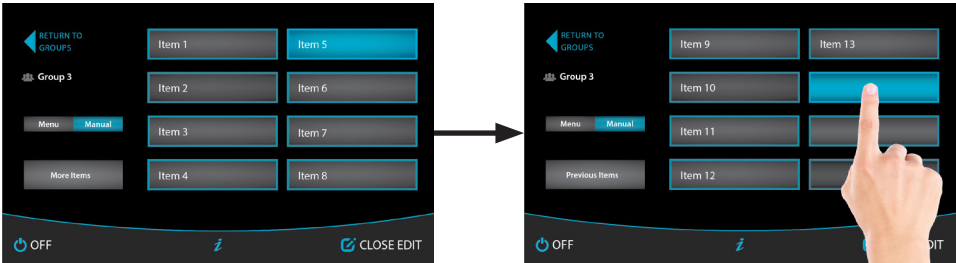 RETURN TO
GROUPS
Group 3
Menu Manual
More Items
Item 1
Item 2
Item 3
Item 4
Item 5
Item 6
Item 7
Item 8
OFF
i
CLOSE EDIT
RETURN TO
GROUPS
Group 3
Menu Manual
Previous Items
Item 9
Item 10
Item 11
Item 12
Item 13
OFF
i